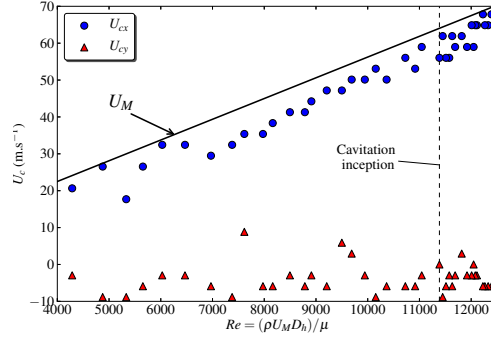 70
60
50
40
30
20
10
0
−10
U_c (m.s⁻¹)
U_cx
U_cy
U_M
Cavitation
inception
4000 5000 6000 7000 8000 9000 10000 11000 12000
Re = (ρU_M D_h)/μ